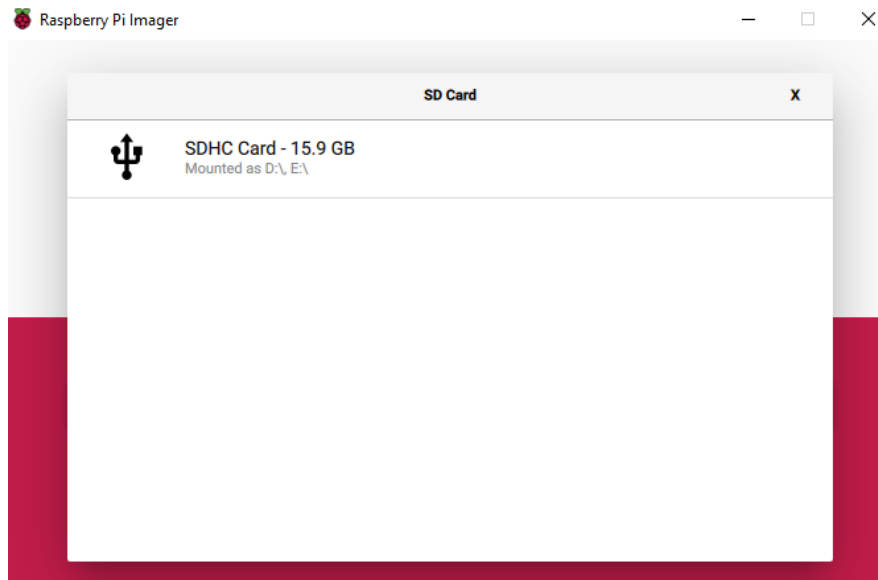 Raspberry Pi Imager
SD Card
X
SDHC Card - 15.9 GB
Mounted as D:\, E:\